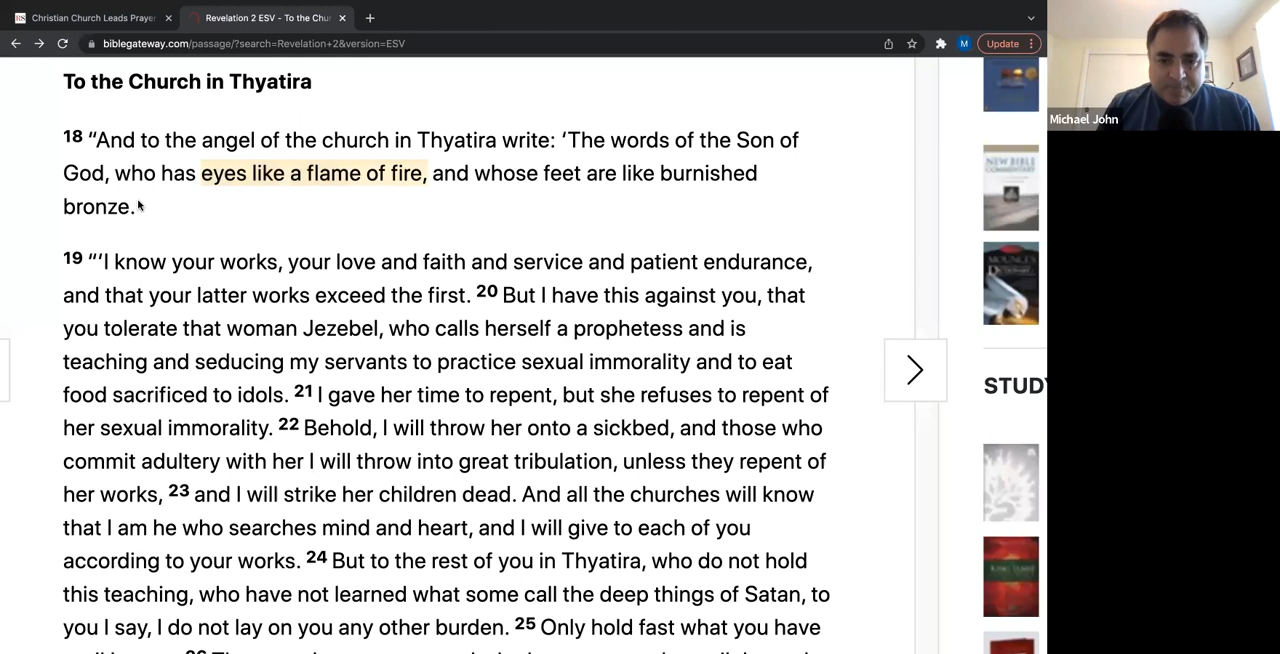 Christian Church Leads Prayer
Revelation 2 ESV - To the Chur
biblegateway.com/passage/?search=Revelation+2&version=ESV
M
Update
Michael John
To the Church in Thyatira
18 “And to the angel of the church in Thyatira write: ‘The words of the Son of
God, who has eyes like a flame of fire, and whose feet are like burnished
bronze.
19 “‘I know your works, your love and faith and service and patient endurance,
and that your latter works exceed the first. 20 But I have this against you, that
you tolerate that woman Jezebel, who calls herself a prophetess and is
teaching and seducing my servants to practice sexual immorality and to eat
food sacrificed to idols. 21 I gave her time to repent, but she refuses to repent of
her sexual immorality. 22 Behold, I will throw her onto a sickbed, and those who
commit adultery with her I will throw into great tribulation, unless they repent of
her works, 23 and I will strike her children dead. And all the churches will know
that I am he who searches mind and heart, and I will give to each of you
according to your works. 24 But to the rest of you in Thyatira, who do not hold
this teaching, who have not learned what some call the deep things of Satan, to
you I say, I do not lay on you any other burden. 25 Only hold fast what you have
NEW BIBLE
COMMENTARY
MOUNCE'S
STUDY